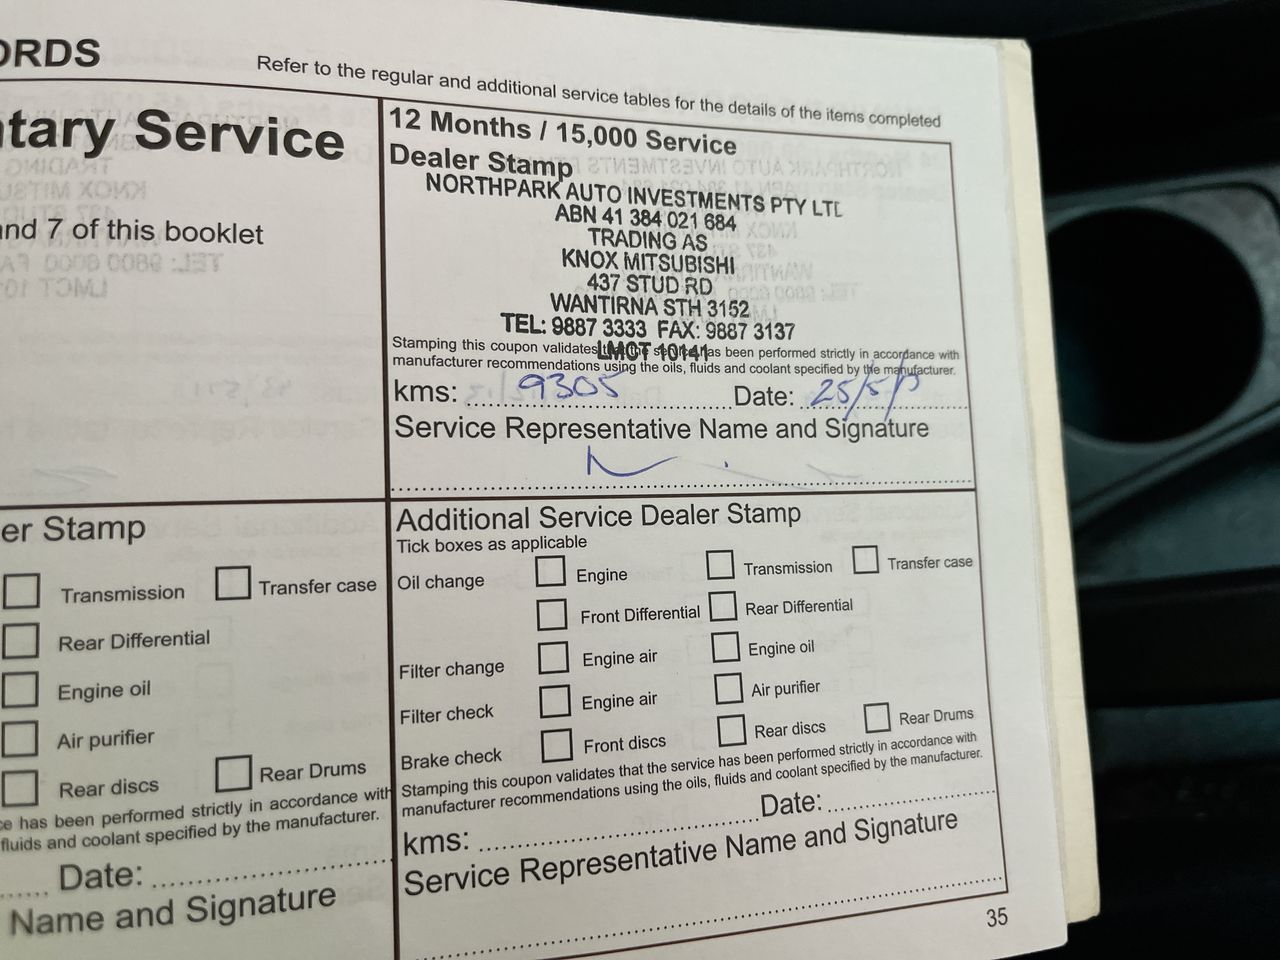 ORDS
Refer to the regular and additional service tables for the details of the items completed
tary Service
nd 7 of this booklet
12 Months / 15,000 Service
Dealer Stamp
NORTHPARK AUTO INVESTMENTS PTY LTD
ABN 41 384 021 684
TRADING AS
KNOX MITSUBISHI
437 STUD RD
WANTIRNA STH 3152
TEL: 9887 3333 FAX: 9887 3137
LMCT 10141
Stamping this coupon validates that the service has been performed strictly in accordance with
manufacturer recommendations using the oils, fluids and coolant specified by the manufacturer.
kms: 9305 Date: 25/5/
Service Representative Name and Signature
er Stamp
Transmission Transfer case
Rear Differential
Engine oil
Air purifier
Rear discs Rear Drums
ce has been performed strictly in accordance with
fluids and coolant specified by the manufacturer.
Date:
Name and Signature
Additional Service Dealer Stamp
Tick boxes as applicable
Oil change Engine Transmission Transfer case
Front Differential Rear Differential
Filter change Engine air Engine oil
Filter check Engine air Air purifier
Brake check Front discs Rear discs Rear Drums
Stamping this coupon validates that the service has been performed strictly in accordance with
manufacturer recommendations using the oils, fluids and coolant specified by the manufacturer.
kms: Date:
Service Representative Name and Signature
35